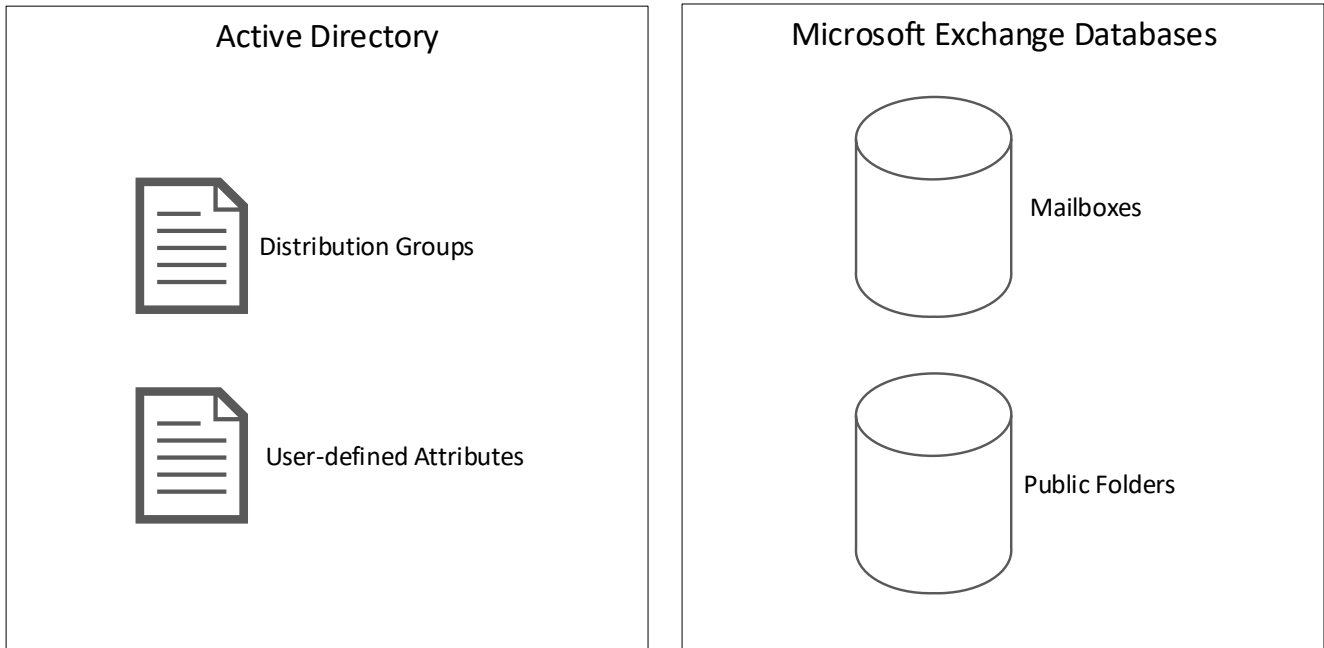 Active Directory
Distribution Groups
User-defined Attributes
Microsoft Exchange Databases
Mailboxes
Public Folders